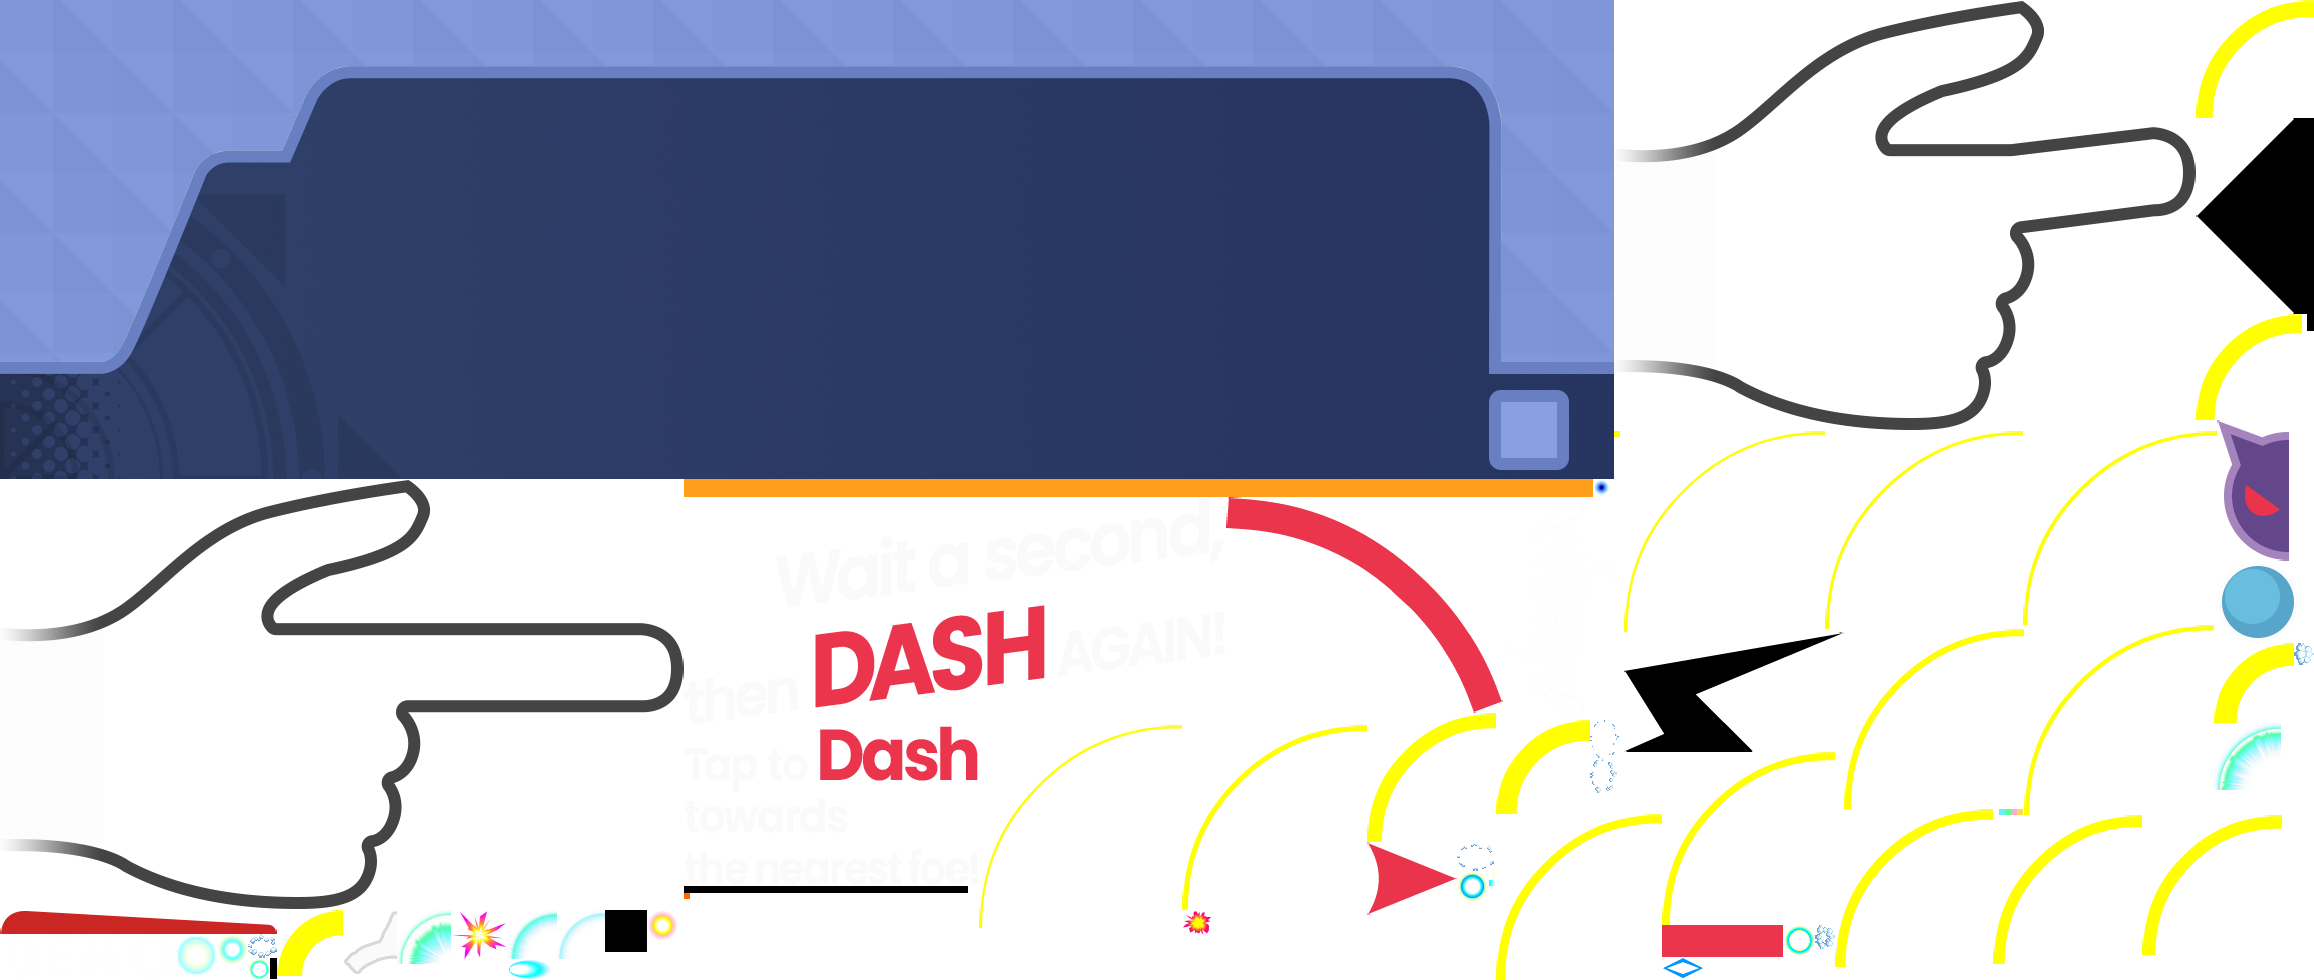 Wait a second,
then DASH AGAIN!
Tap to Dash
towards
the nearest foe!